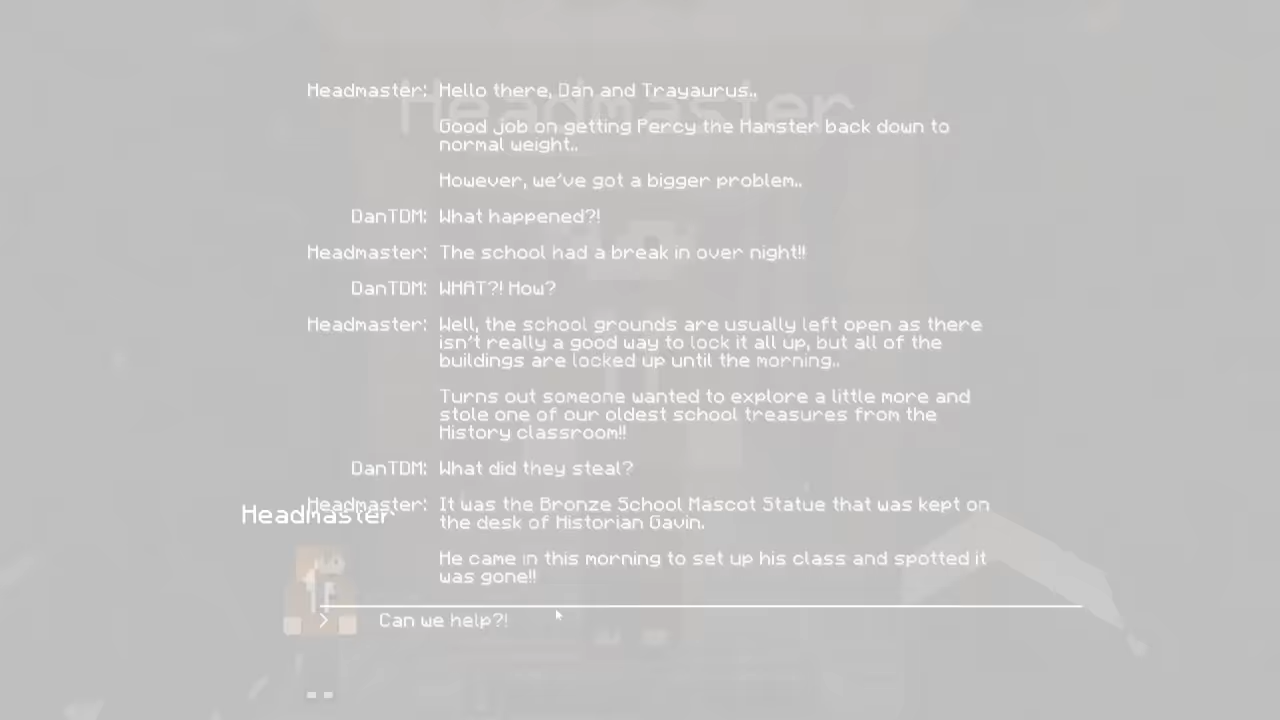 Headmaster
Headmaster: Hello there, Dan and Trayaurus..
Good job on getting Percy the Hamster back down to
normal weight..
However, we've got a bigger problem..
DanTDM: What happened?!
Headmaster: The school had a break in over night!!
DanTDM: WHAT?! How?
Headmaster: Well, the school grounds are usually left open as there
isn't really a good way to lock it all up, but all of the
buildings are locked up until the morning..
Turns out someone wanted to explore a little more and
stole one of our oldest school treasures from the
History classroom!!
DanTDM: What did they steal?
Headmaster: It was the Bronze School Mascot Statue that was kept on
the desk of Historian Gavin.
Headmaster
He came in this morning to set up his class and spotted it
was gone!!
> Can we help?!